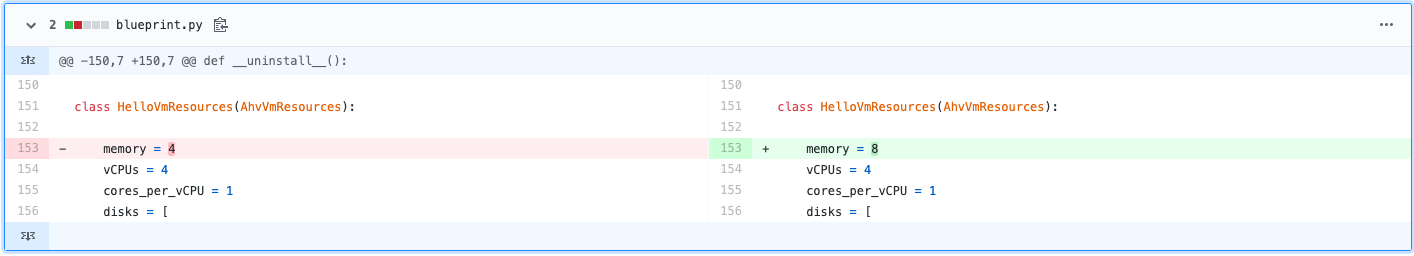 2 blueprint.py
@@ -150,7 +150,7 @@ def __uninstall__():
150 150
151 class HelloVmResources(AhvVmResources): 151 class HelloVmResources(AhvVmResources):
152 152
153 - memory = 4 153 + memory = 8
154 vCPUs = 4 154 vCPUs = 4
155 cores_per_vCPU = 1 155 cores_per_vCPU = 1
156 disks = [ 156 disks = [